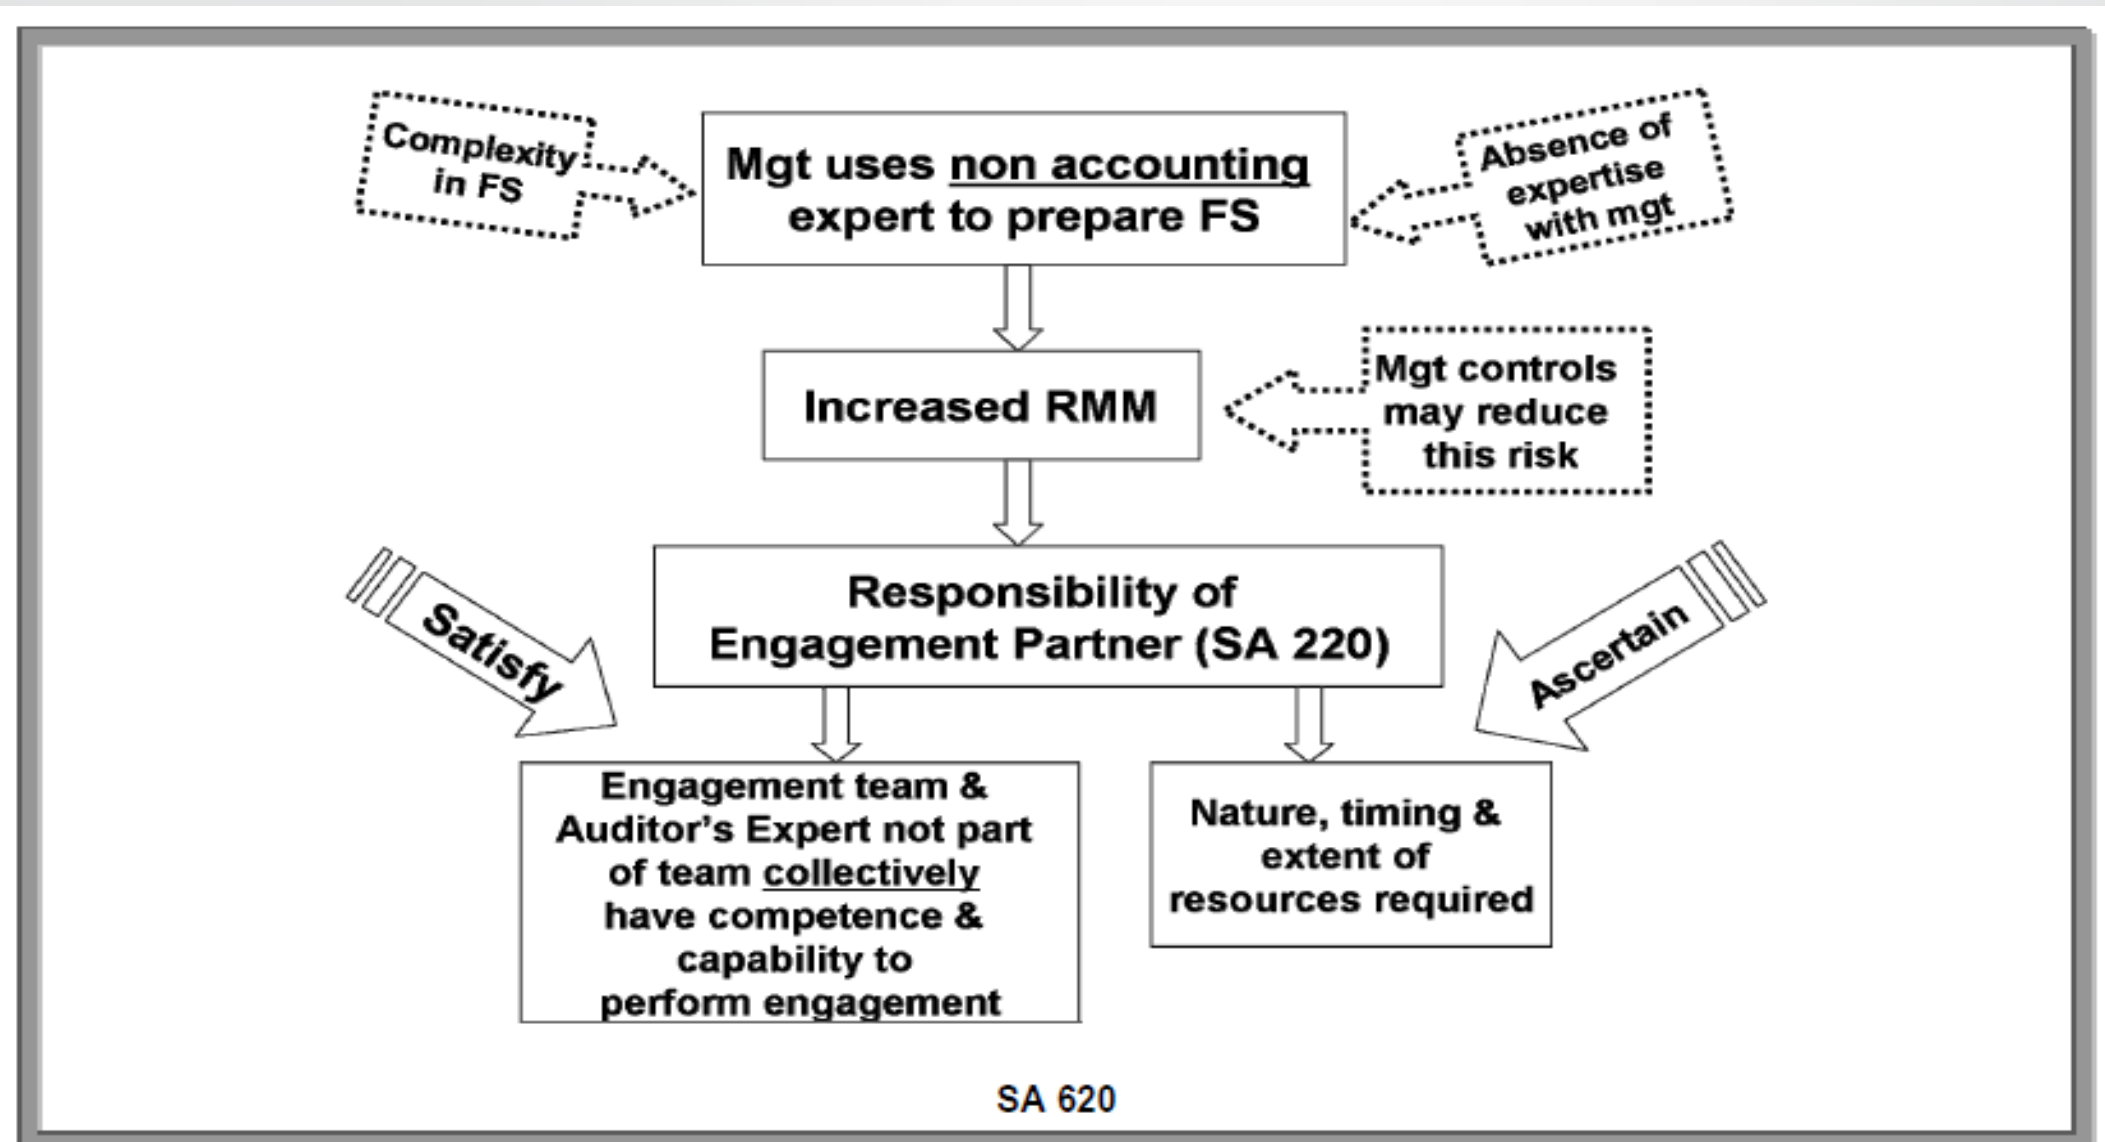 Complexity
in FS
Mgt uses non accounting
expert to prepare FS
Absence of
expertise
with mgt
Increased RMM
Mgt controls
may reduce
this risk
Satisfy
Responsibility of
Engagement Partner (SA 220)
Ascertain
Engagement team &
Auditor's Expert not part
of team collectively
have competence &
capability to
perform engagement
Nature, timing &
extent of
resources required
SA 620